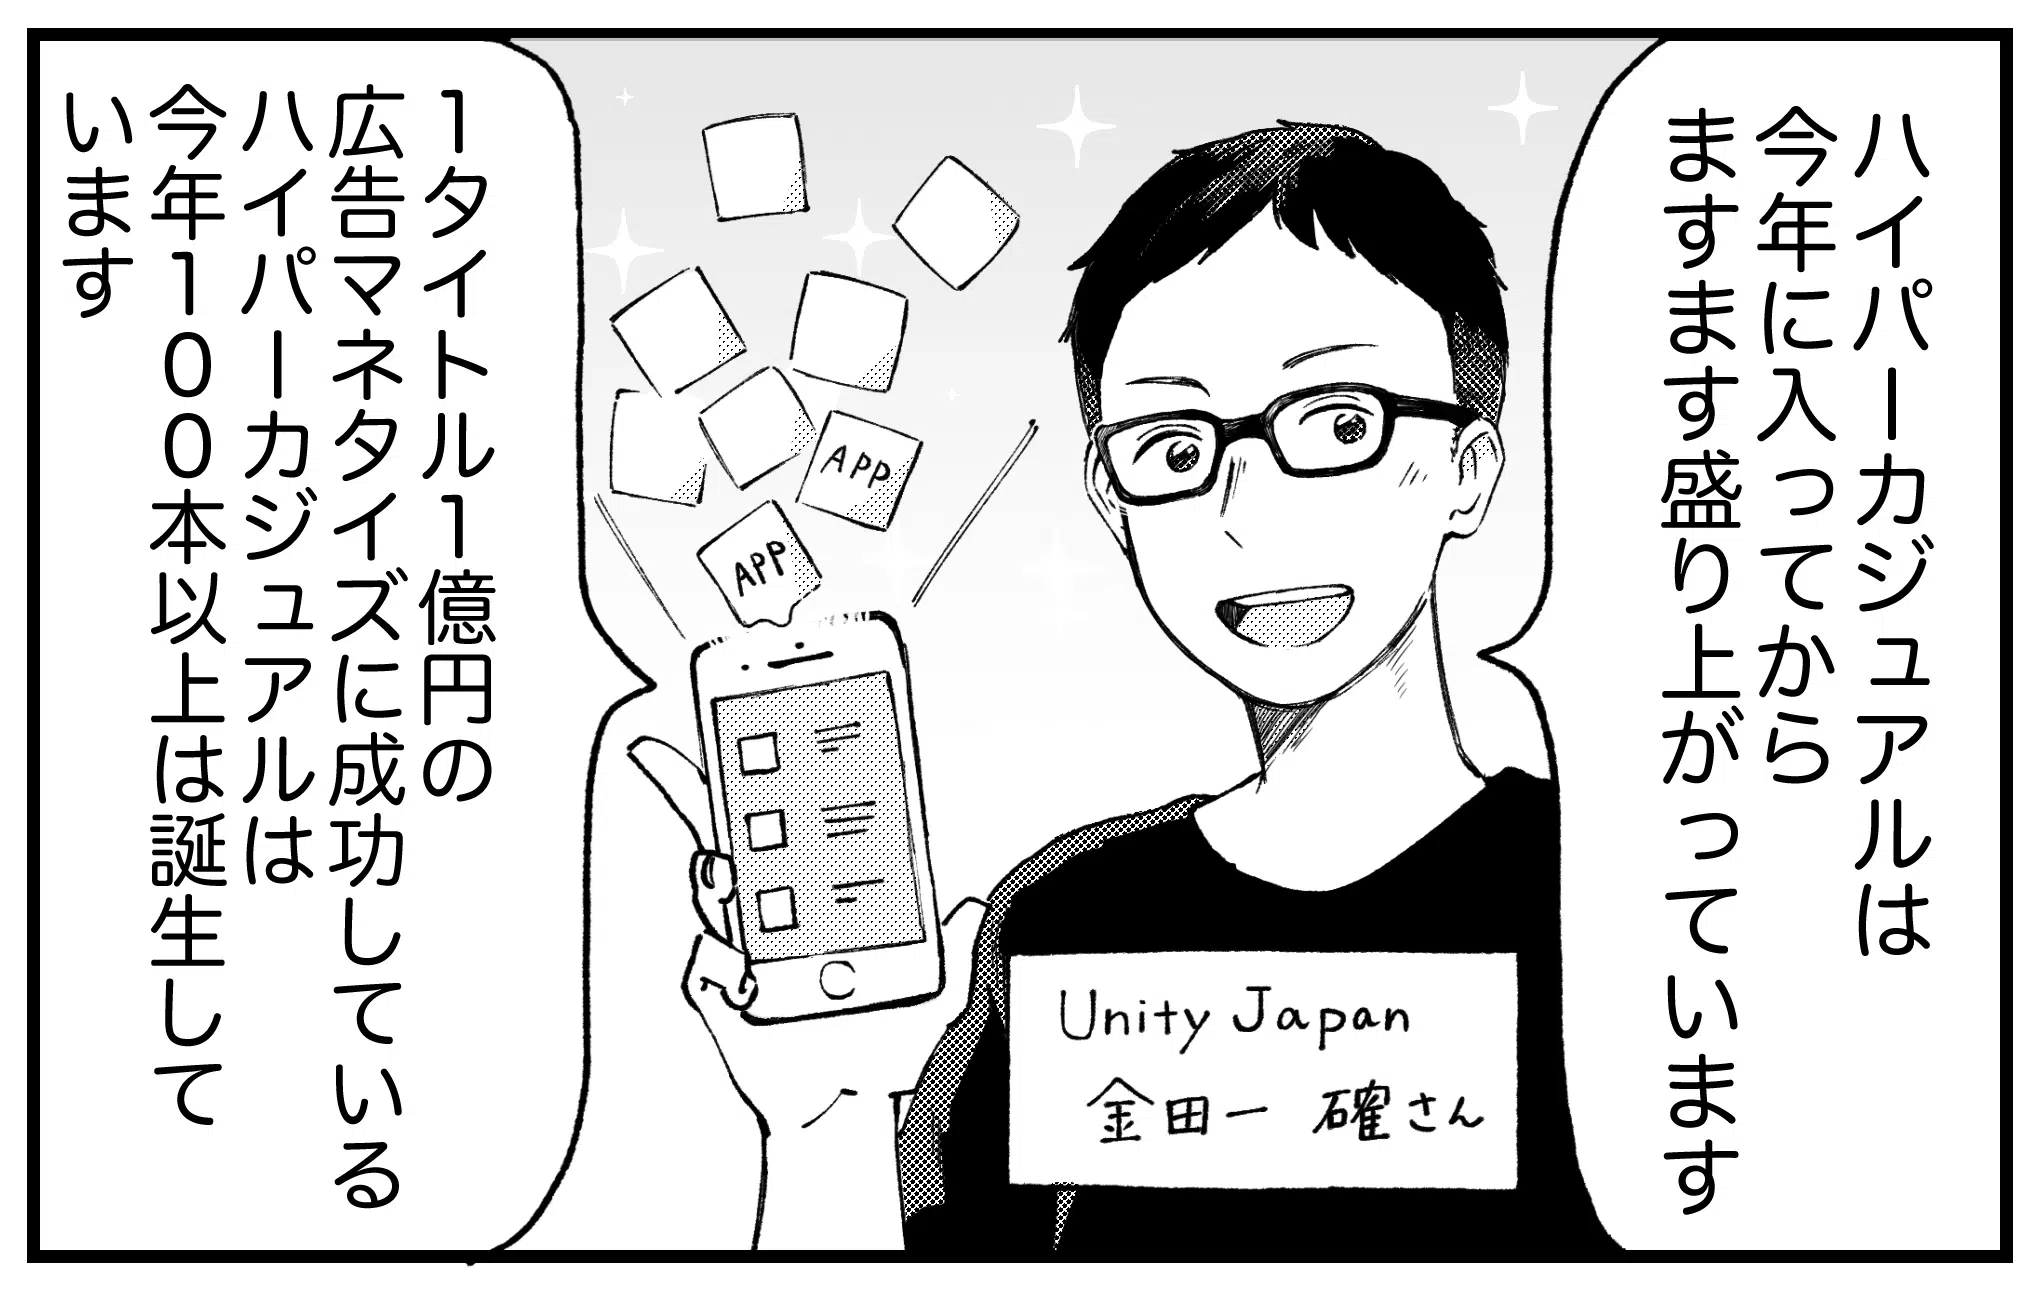 ハイパーカジュアルは
今年に入ってから
ますます盛り上がっています
APP
APP
Unity Japan
金田一 確さん
1タイトル1億円の
広告マネタイズに成功している
ハイパーカジュアルは
今年100本以上は誕生して
います